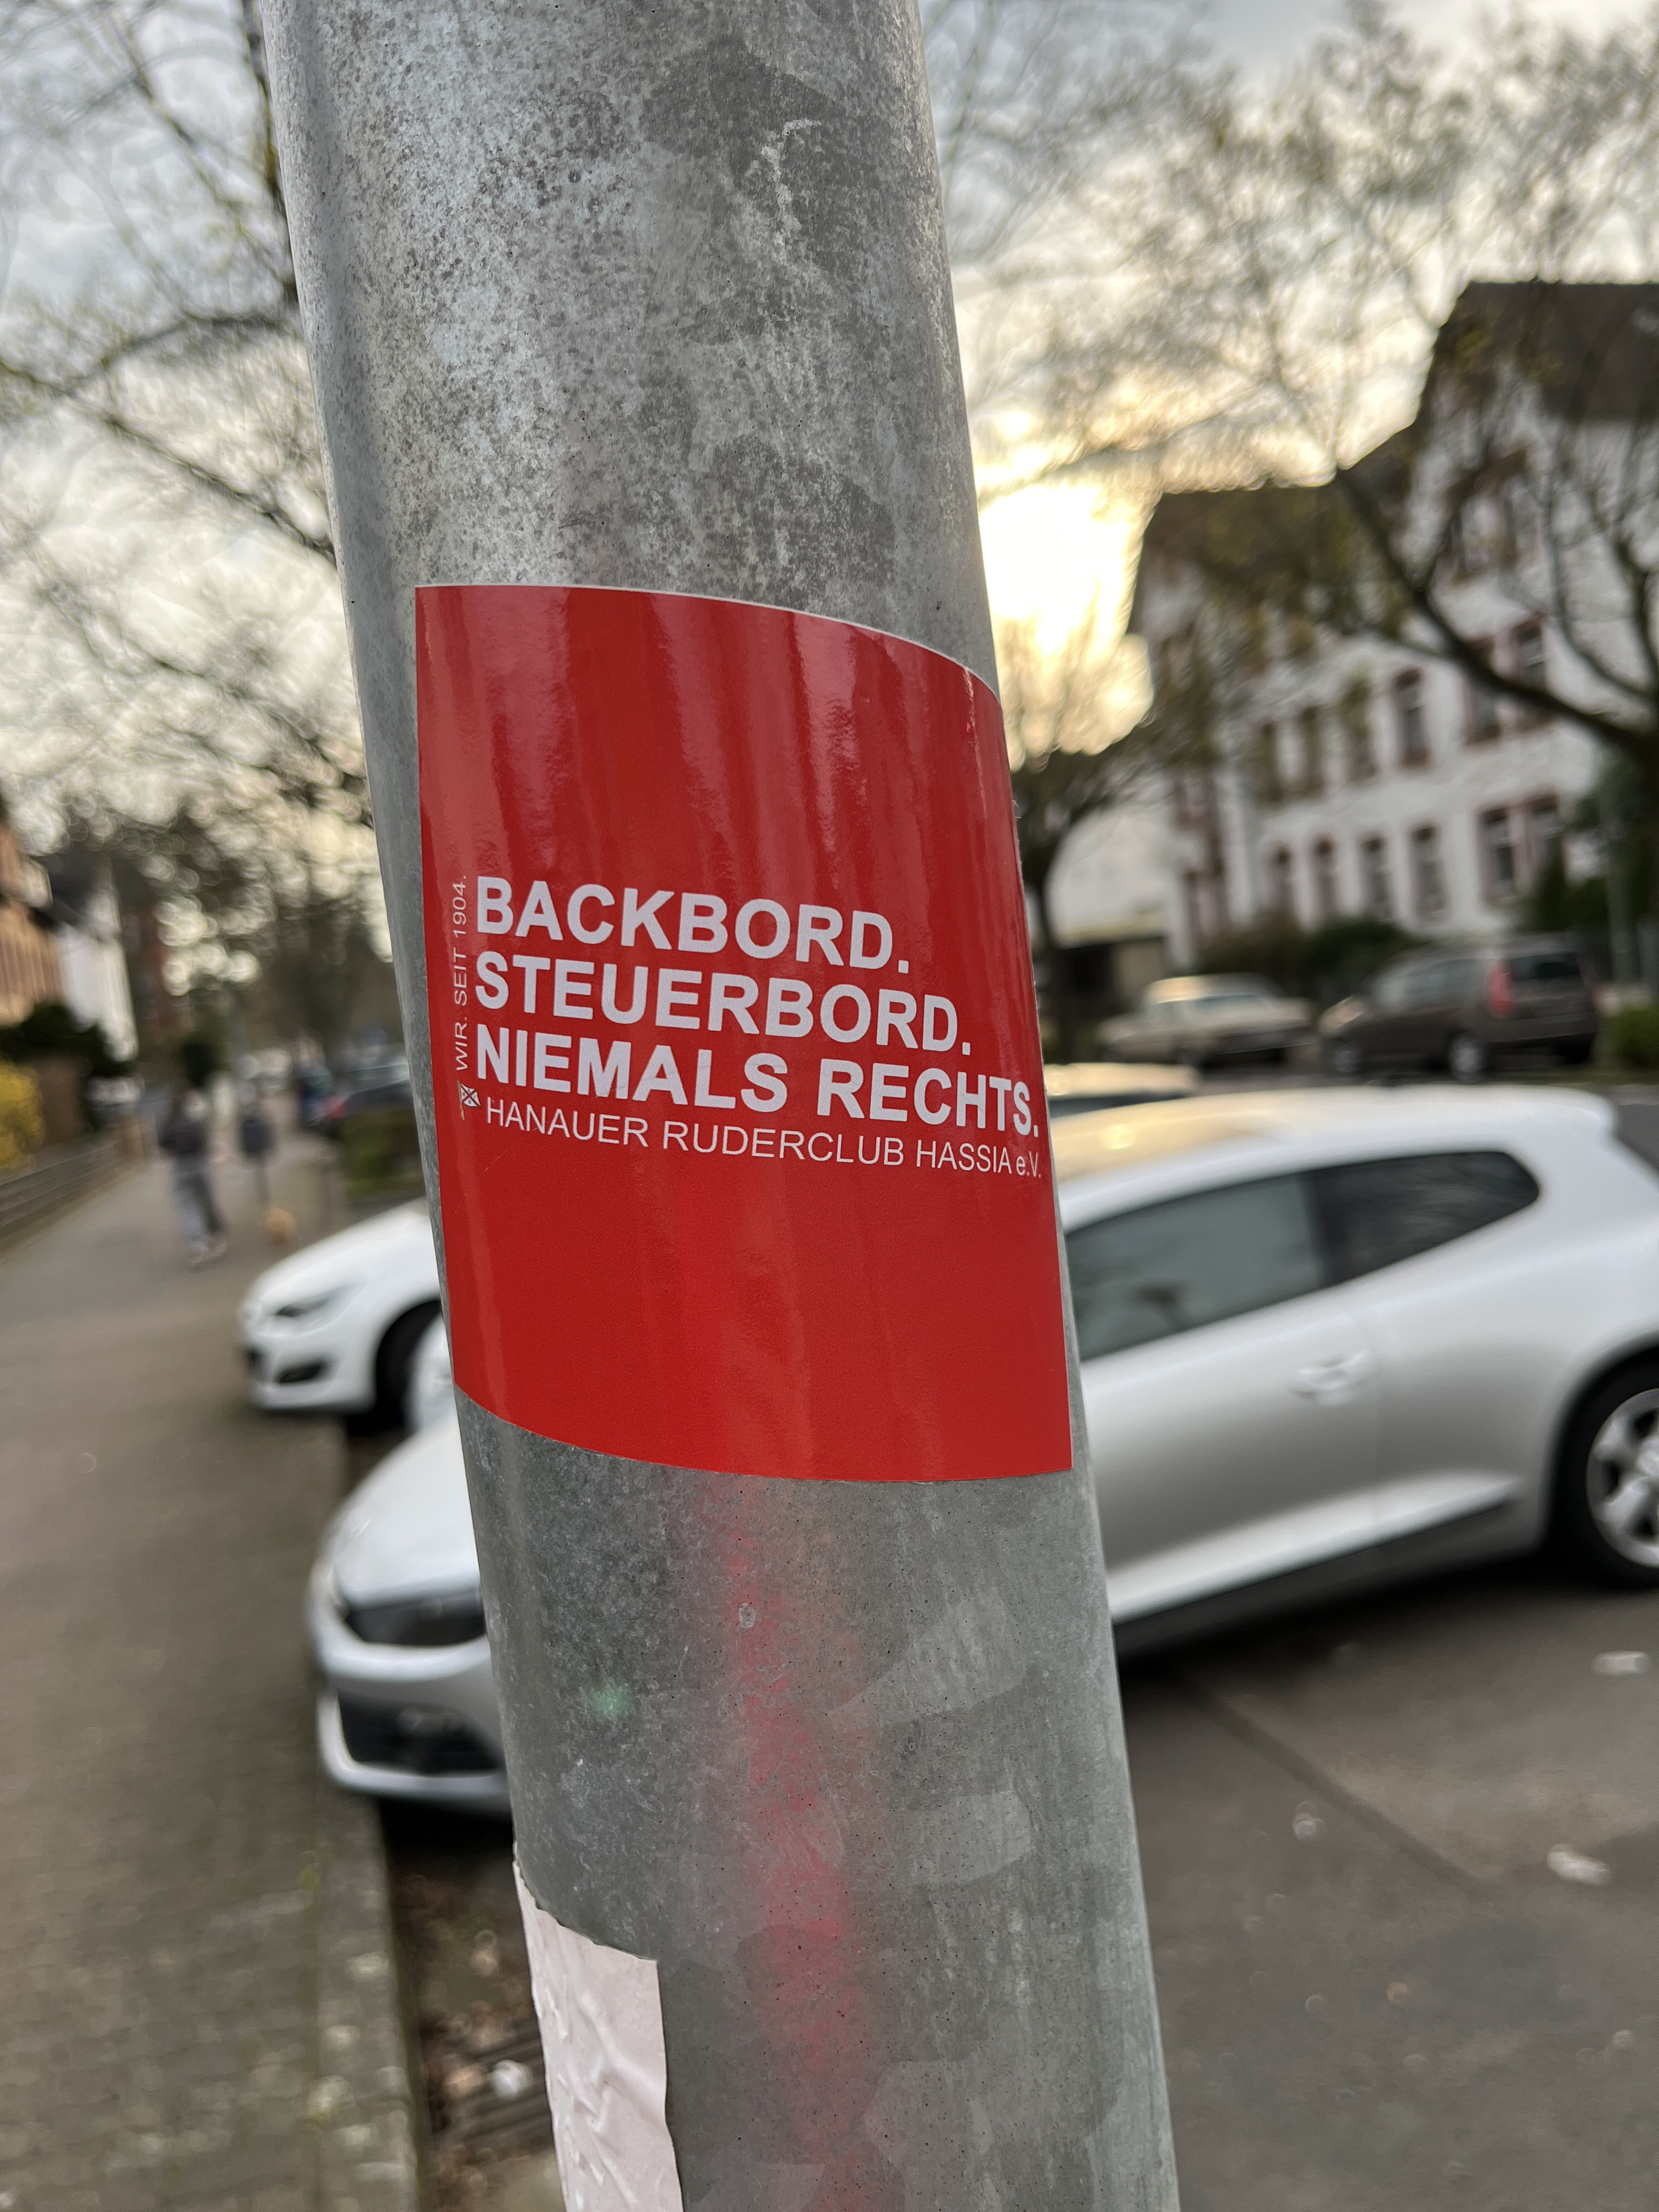 WIR. SEIT 1904.
BACKBORD.
STEUERBORD.
NIEMALS RECHTS.
HANAUER RUDERCLUB HASSIA e.V.